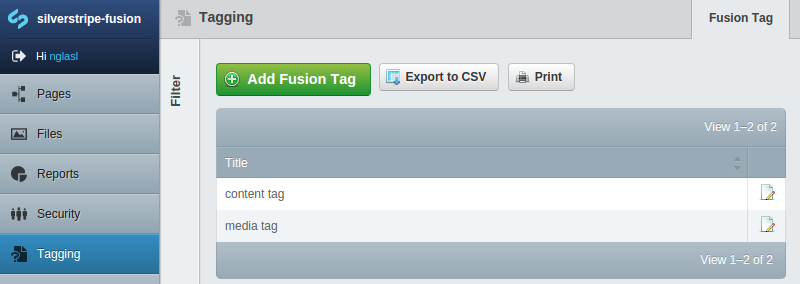 silverstripe-fusion
Hi nglasl
Pages
Files
Reports
Security
Tagging
Tagging
Fusion Tag
Filter
Add Fusion Tag
Export to CSV
Print
View 1–2 of 2
Title
content tag
media tag
View 1–2 of 2